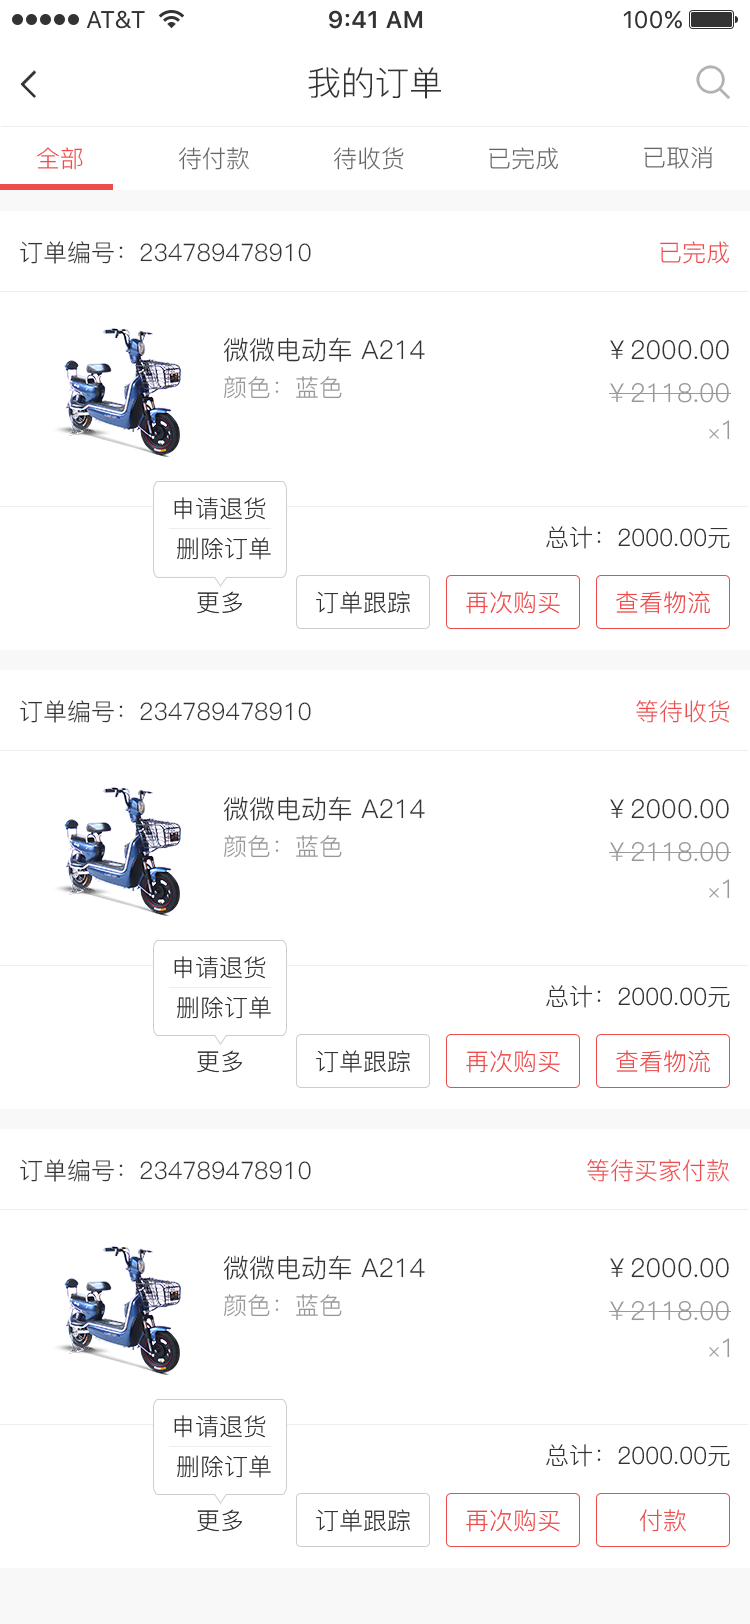 ●●●●● AT&T 9:41 AM 100%
我的订单
全部 待付款 待收货 已完成 已取消
订单编号：234789478910 已完成
微微电动车 A214 ￥2000.00
颜色：蓝色 ￥2118.00
×1
申请退货
删除订单 总计：2000.00元
更多 订单跟踪 再次购买 查看物流
订单编号：234789478910 等待收货
微微电动车 A214 ￥2000.00
颜色：蓝色 ￥2118.00
×1
申请退货
删除订单 总计：2000.00元
更多 订单跟踪 再次购买 查看物流
订单编号：234789478910 等待买家付款
微微电动车 A214 ￥2000.00
颜色：蓝色 ￥2118.00
×1
申请退货
删除订单 总计：2000.00元
更多 订单跟踪 再次购买 付款